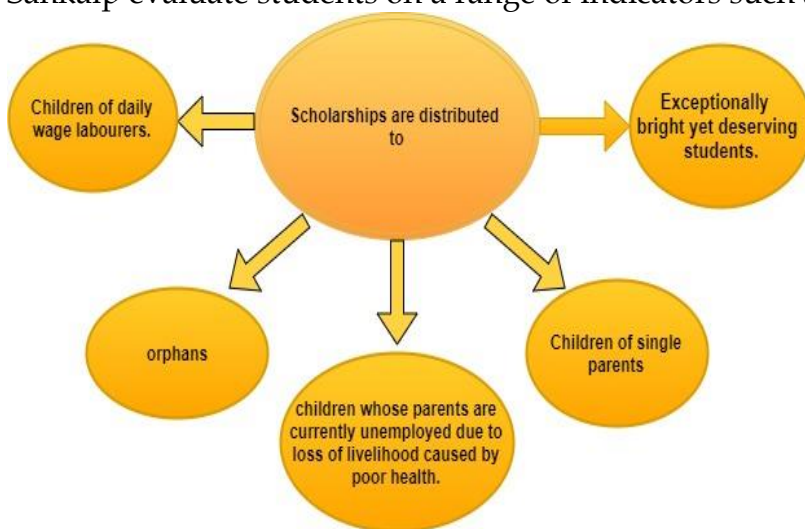 Sankalp evaluate students on a range of indicators such
Scholarships are distributed
to
Children of daily
wage labourers.
Exceptionally
bright yet deserving
students.
orphans
children whose parents are
currently unemployed due to
loss of livelihood caused by
poor health.
Children of single
parents